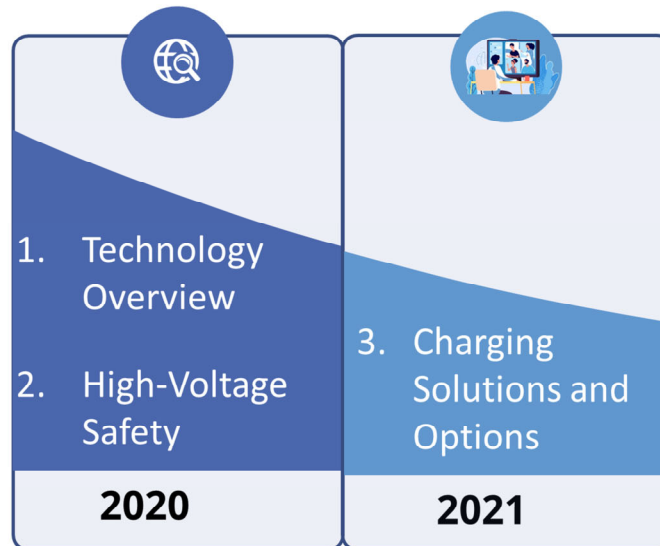 1. Technology
Overview
2. High-Voltage
Safety
2020
3. Charging
Solutions and
Options
2021